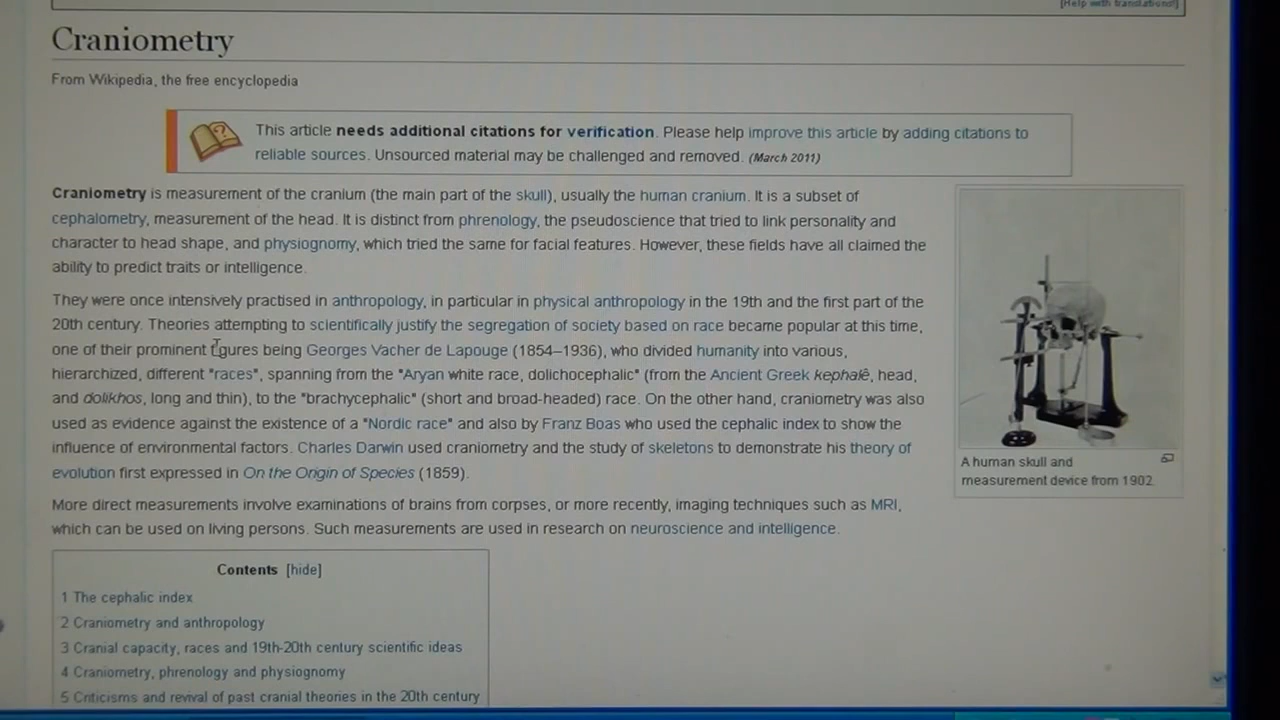 [Help with translations!]
Craniometry
From Wikipedia, the free encyclopedia
This article needs additional citations for verification. Please help improve this article by adding citations to
reliable sources. Unsourced material may be challenged and removed. (March 2011)
Craniometry is measurement of the cranium (the main part of the skull), usually the human cranium. It is a subset of
cephalometry, measurement of the head. It is distinct from phrenology, the pseudoscience that tried to link personality and
character to head shape, and physiognomy, which tried the same for facial features. However, these fields have all claimed the
ability to predict traits or intelligence.
They were once intensively practised in anthropology, in particular in physical anthropology in the 19th and the first part of the
20th century. Theories attempting to scientifically justify the segregation of society based on race became popular at this time,
one of their prominent figures being Georges Vacher de Lapouge (1854–1936), who divided humanity into various,
hierarchized, different "races", spanning from the "Aryan white race, dolichocephalic" (from the Ancient Greek kephalê, head,
and dolikhos, long and thin), to the "brachycephalic" (short and broad-headed) race. On the other hand, craniometry was also
used as evidence against the existence of a "Nordic race" and also by Franz Boas who used the cephalic index to show the
influence of environmental factors. Charles Darwin used craniometry and the study of skeletons to demonstrate his theory of
evolution first expressed in On the Origin of Species (1859).
More direct measurements involve examinations of brains from corpses, or more recently, imaging techniques such as MRI,
which can be used on living persons. Such measurements are used in research on neuroscience and intelligence.
A human skull and
measurement device from 1902.
Contents [hide]
1 The cephalic index
2 Craniometry and anthropology
3 Cranial capacity, races and 19th-20th century scientific ideas
4 Craniometry, phrenology and physiognomy
5 Criticisms and revival of past cranial theories in the 20th century